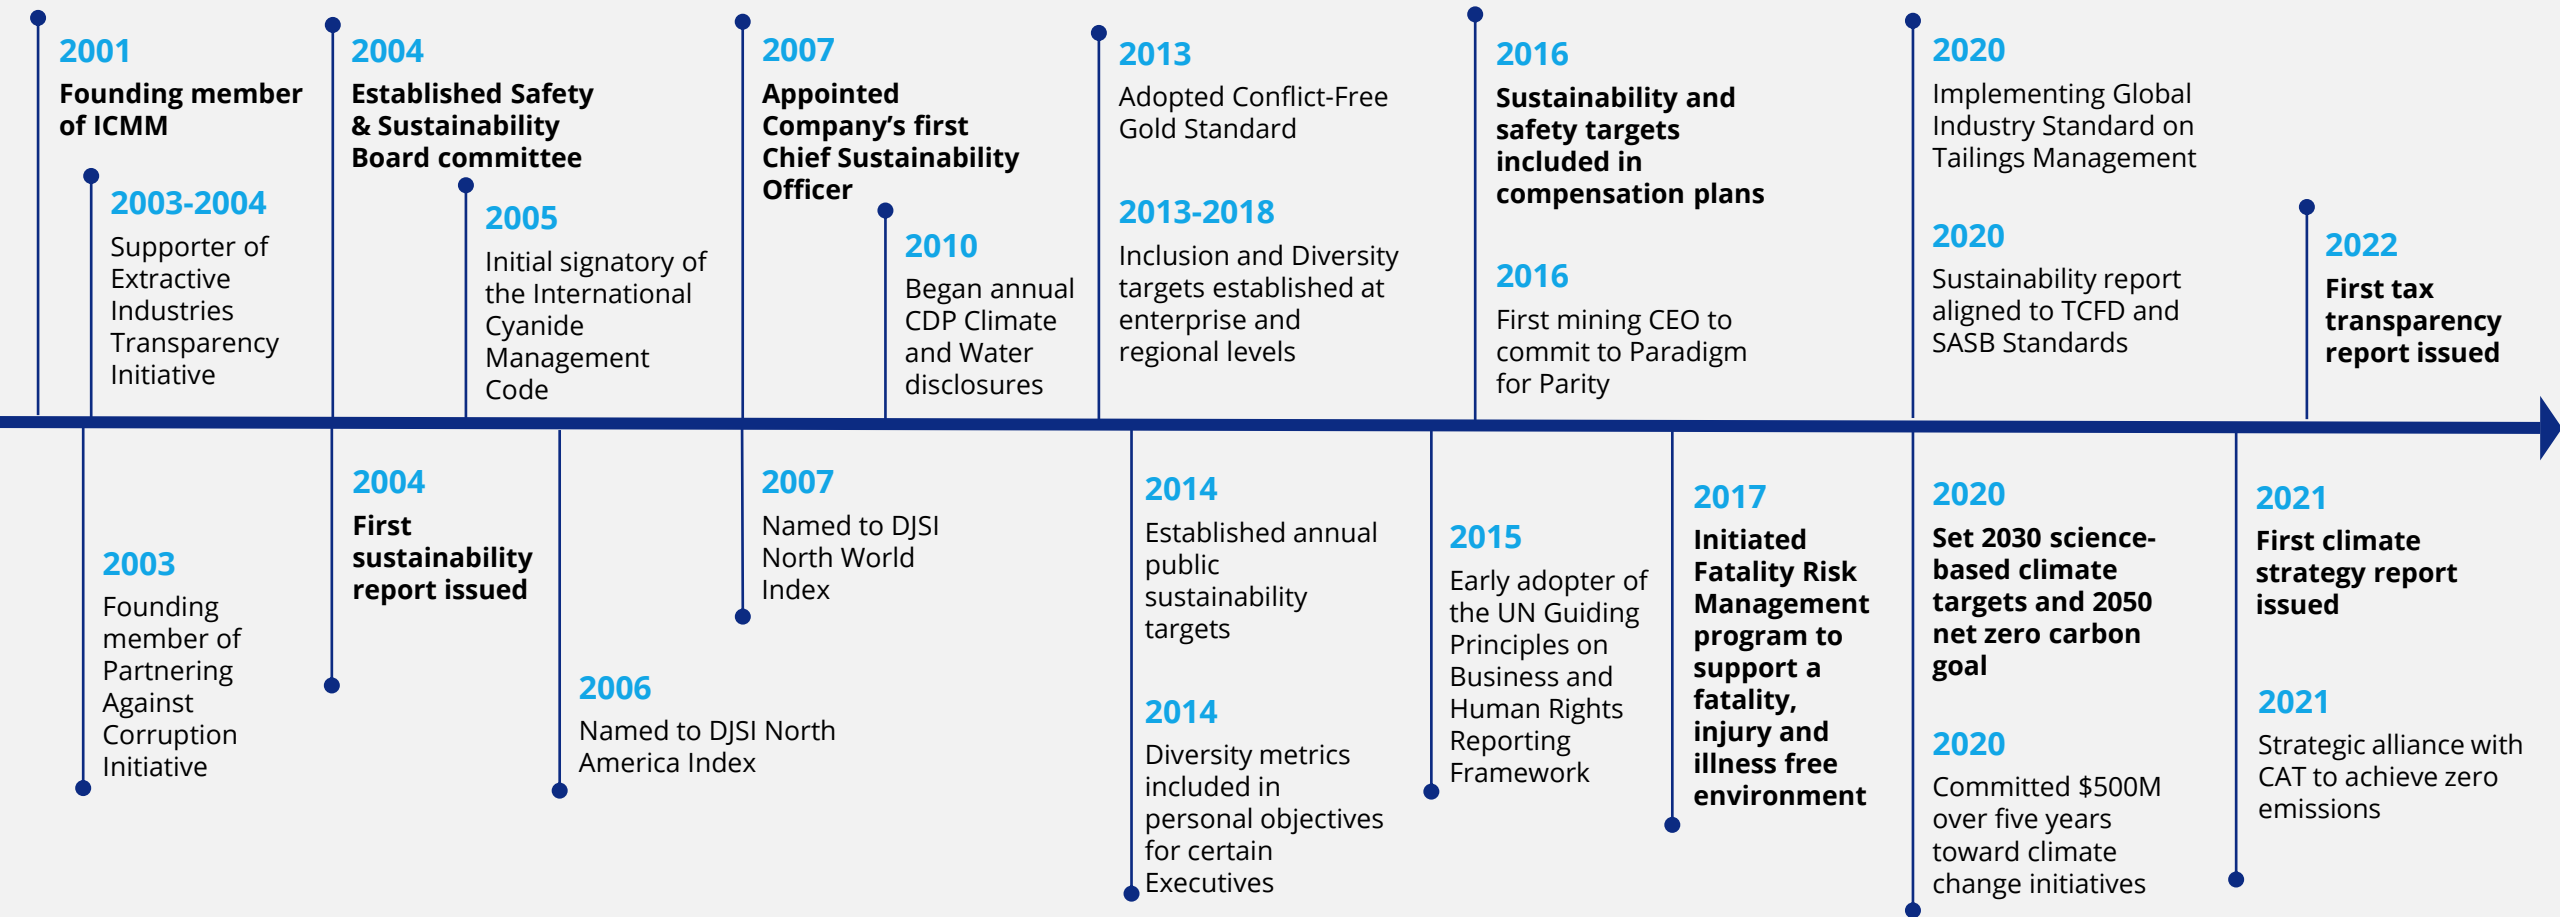 2001
Founding member
of ICMM
2003-2004
Supporter of
Extractive
Industries
Transparency
Initiative
2004
Established Safety
& Sustainability
Board committee
2005
Initial signatory of
the International
Cyanide
Management
Code
2007
Appointed
Company’s first
Chief Sustainability
Officer
2010
Began annual
CDP Climate
and Water
disclosures
2013
Adopted Conflict-Free
Gold Standard
2013-2018
Inclusion and Diversity
targets established at
enterprise and
regional levels
2016
Sustainability and
safety targets
included in
compensation plans
2016
First mining CEO to
commit to Paradigm
for Parity
2020
Implementing Global
Industry Standard on
Tailings Management
2020
Sustainability report
aligned to TCFD and
SASB Standards
2022
First tax
transparency
report issued
2003
Founding
member of
Partnering
Against
Corruption
Initiative
2004
First
sustainability
report issued
2006
Named to DJSI North
America Index
2007
Named to DJSI
North World
Index
2014
Established annual
public
sustainability
targets
2014
Diversity metrics
included in
personal objectives
for certain
Executives
2015
Early adopter of
the UN Guiding
Principles on
Business and
Human Rights
Reporting
Framework
2017
Initiated
Fatality Risk
Management
program to
support a
fatality,
injury and
illness free
environment
2020
Set 2030 science-
based climate
targets and 2050
net zero carbon
goal
2020
Committed $500M
over five years
toward climate
change initiatives
2021
First climate
strategy report
issued
2021
Strategic alliance with
CAT to achieve zero
emissions